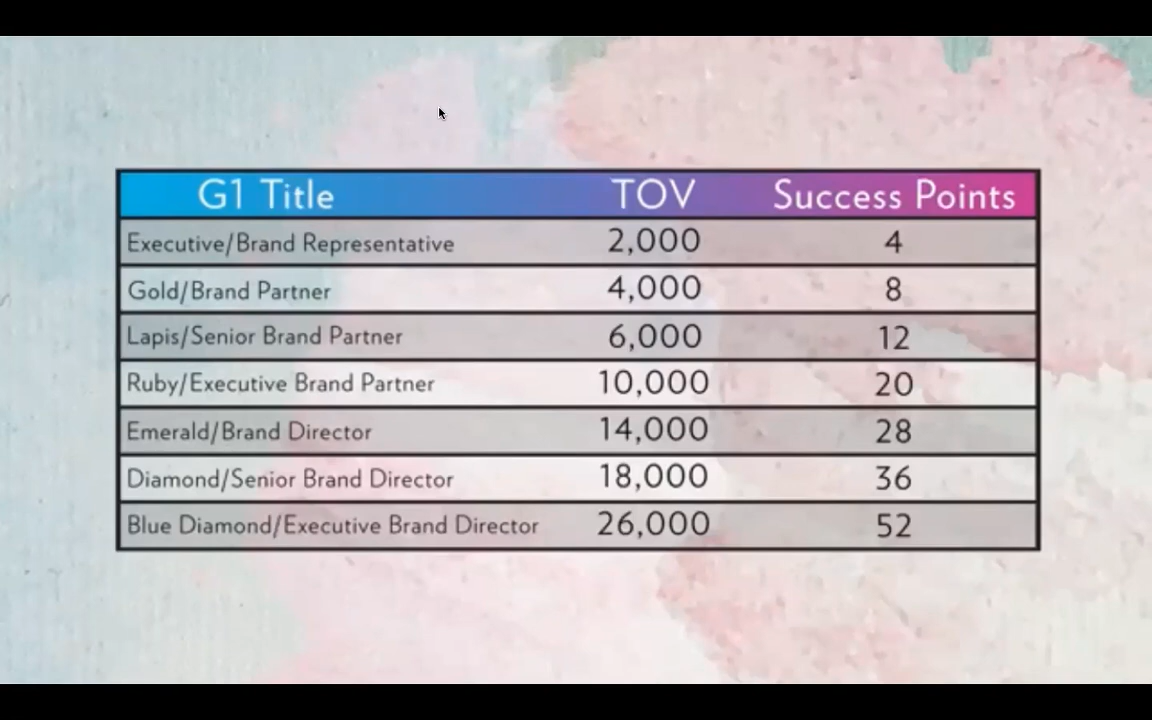 G1 Title TOV Success Points
Executive/Brand Representative 2,000 4
Gold/Brand Partner 4,000 8
Lapis/Senior Brand Partner 6,000 12
Ruby/Executive Brand Partner 10,000 20
Emerald/Brand Director 14,000 28
Diamond/Senior Brand Director 18,000 36
Blue Diamond/Executive Brand Director 26,000 52